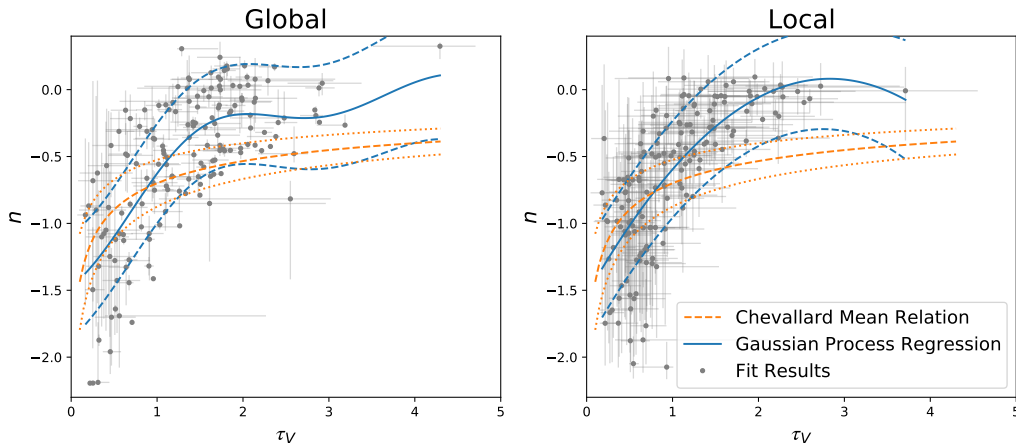 Global
Local
n
0.0
−0.5
−1.0
−1.5
−2.0
0
1
2
3
4
5
τV
n
0.0
−0.5
−1.0
−1.5
−2.0
0
1
2
3
4
5
τV
Chevallard Mean Relation
Gaussian Process Regression
Fit Results